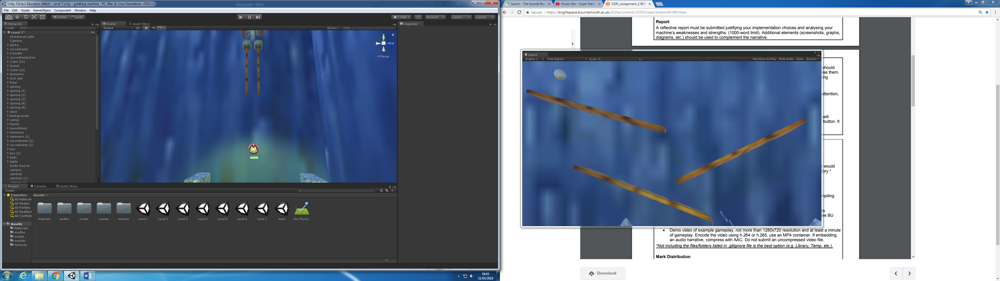 Unity 5.6.3p2 Education (64bit) - Level 7.unity - goldberg machine - PC, Mac & Linux Standalone <DX11>
File Edit Assets GameObject Component Window Help
Center Local
Collab Account Layers Layout
Hierarchy
Create All
Level 7*
Directional Light
Camera
plinko
curvedramp
Cylinder
curvedmarbulrun
Cube (16)
funnel
Cube (16)
dommins
pool que
funel
spining
spining (1)
spining (2)
spining (3)
spining (4)
spining (5)
spick
backgrounds
ramps
funnel
launchblock
hammers
hammers (1)
curvedramp (1)
curvedramp (2)
box
box (1)
balls
lights
Audio Source
campos
camlook
camlook (1)
campos (1)
Scene Asset Store
Shaded 2D Gizmos All
y
z
Persp
Inspector
Project Console Audio Mixer
Create
Favorites
All Materials
All Models
All Prefabs
All Modified
All Conflicte
Assets
Materials
modles
scripts
sounds
textures
Assets
Materials modles scripts sounds textures Level 1 Level 2 Level 3 Level 4 Level 5 Level 6 Level 7 menu New Physic...
04:03
21/05/2018
Search - The Sounds Res Power Star - Super Mario GDPL_Assignment_2 BRIE
Secure https://brightspace.bournemouth.ac.uk/d2l/le/content/10392/viewContent/85380/View
Report
A reflective report must be submitted justifying your implementation choices and analysing your
machine's weaknesses and strengths. (1000-word limit). Additional elements (screenshots, graphs,
diagrams, etc.) should be used to complement the narrative.
Game
Display 1 Free Aspect Scale 1x Maximize On Play Mute Audio Stats Gizmos
should
se them.
ng
attention,
will
button. It
would
ory.*
mpiling
e
ee BU
Demo video of example gameplay, not more than 1280x720 resolution and at least a minute
of gameplay. Encode the video using h.264 or h.265, use an MP4 container. If embedding
an audio narrative, compress with AAC. Do not submit an uncompressed video file.
*Not including the files/folders listed in .gitignore file is the best option (e.g. Library, Temp, etc.).
Mark Distribution
Download